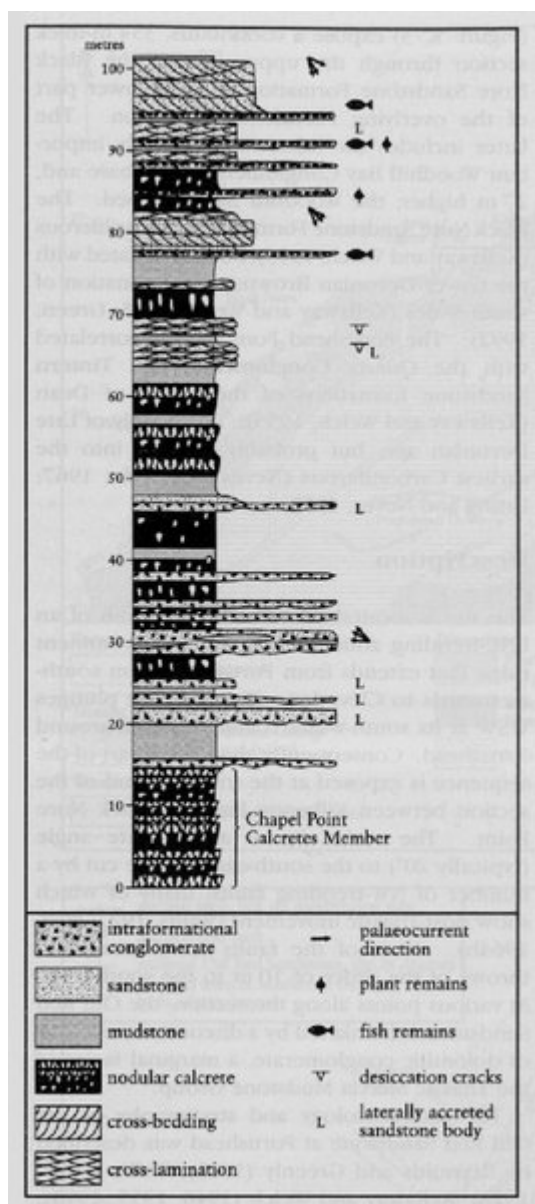 metres
100
L
90
80
70
L
60
50
L
40
30
L
L
20
L
10
Chapel Point
Calcretes Member
0
intraformational
conglomerate
sandstone
mudstone
nodular calcrete
cross-bedding
cross-lamination
palaeocurrent
direction
plant remains
fish remains
desiccation cracks
L
laterally accreted
sandstone body